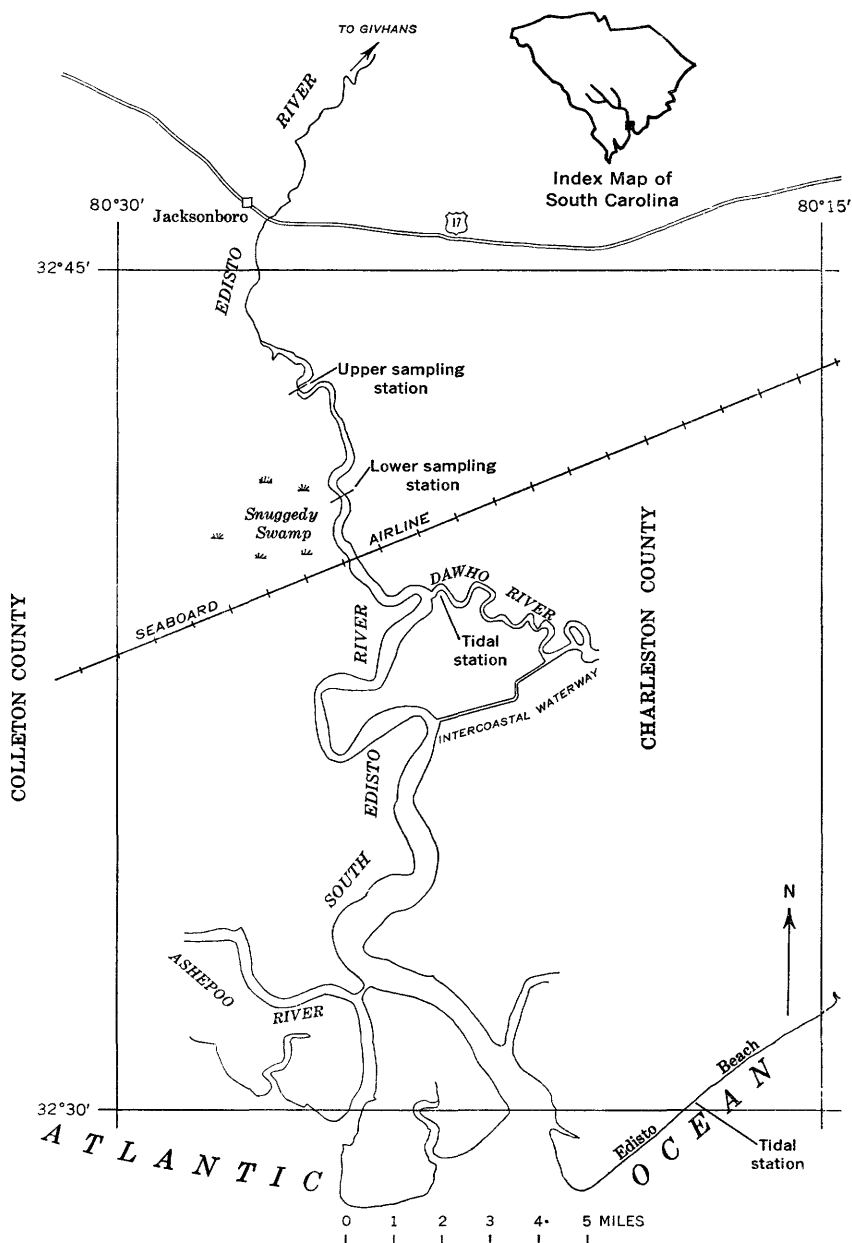 TO GIVHANS
RIVER
Index Map of
South Carolina
80°30'
Jacksonboro
17
80°15'
32°45'
EDISTO
Upper sampling
station
Lower sampling
station
Snuggedy
Swamp
SEABOARD AIRLINE
DAWHO RIVER
Tidal
station
RIVER
INTERCOASTAL WATERWAY
COLLETON COUNTY
CHARLESTON COUNTY
EDISTO
SOUTH
N
ASHEPOO
RIVER
32°30'
Edisto Beach
ATLANTIC OCEAN
Tidal
station
0 1 2 3 4 5 MILES